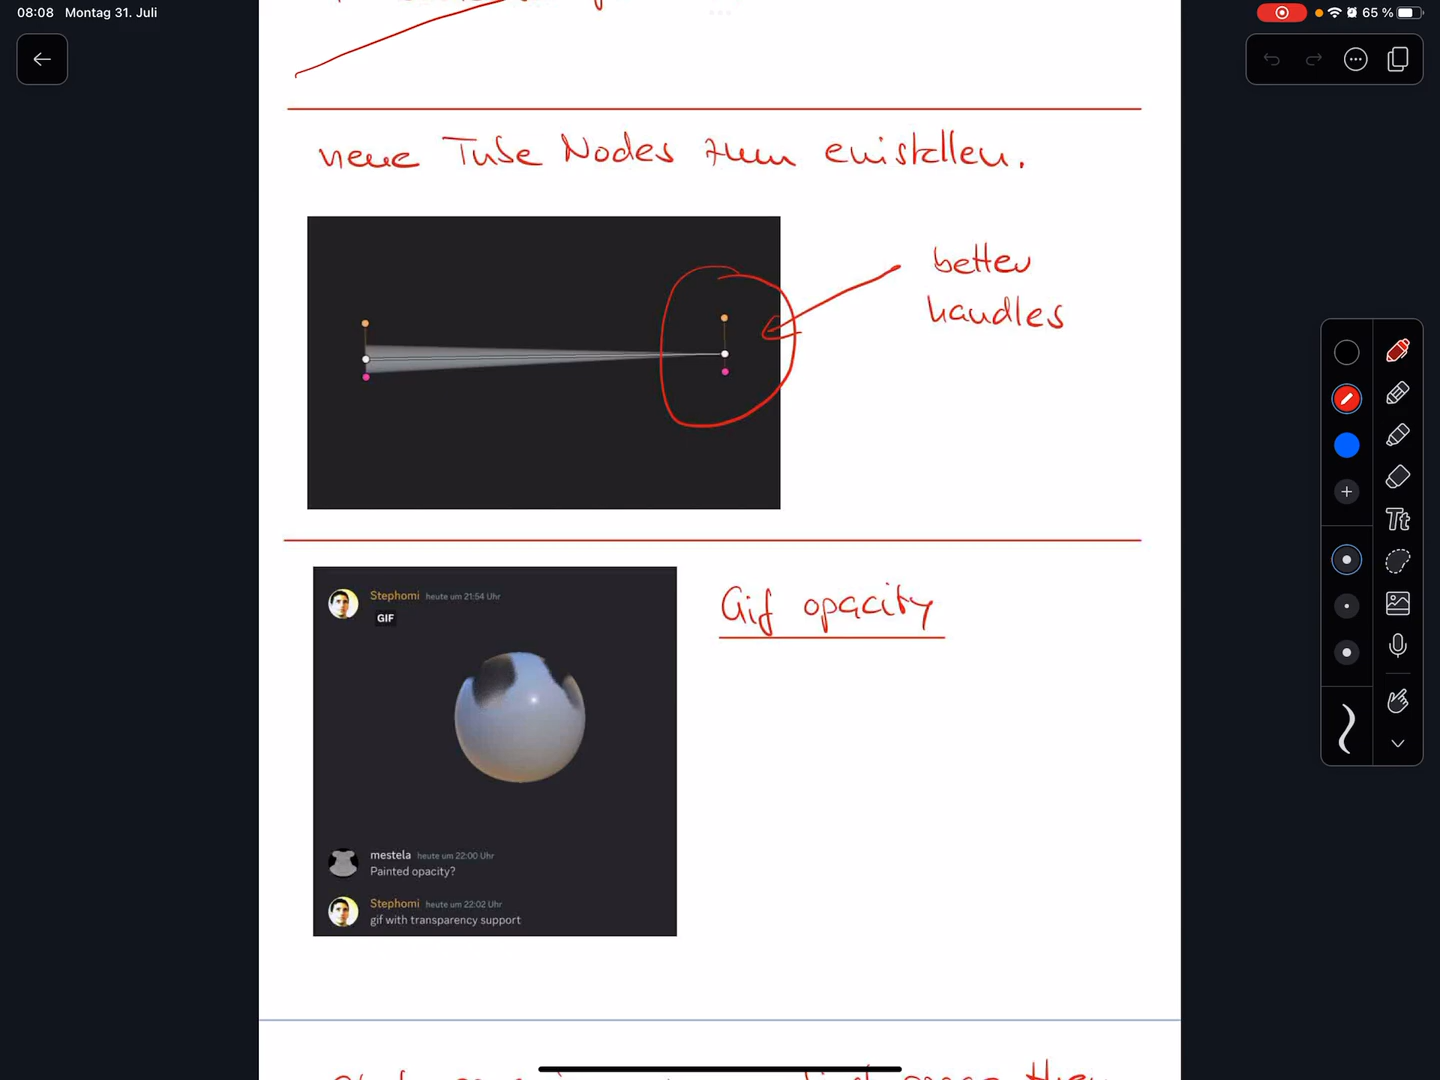 08:08 Montag 31. Juli
65 %
neue Tube Nodes zum einstellen.
better
handles
Stephomi heute um 21:54 Uhr
GIF
Gif opacity
mestela heute um 22:00 Uhr
Painted opacity?
Stephomi heute um 22:02 Uhr
gif with transparency support
Tt